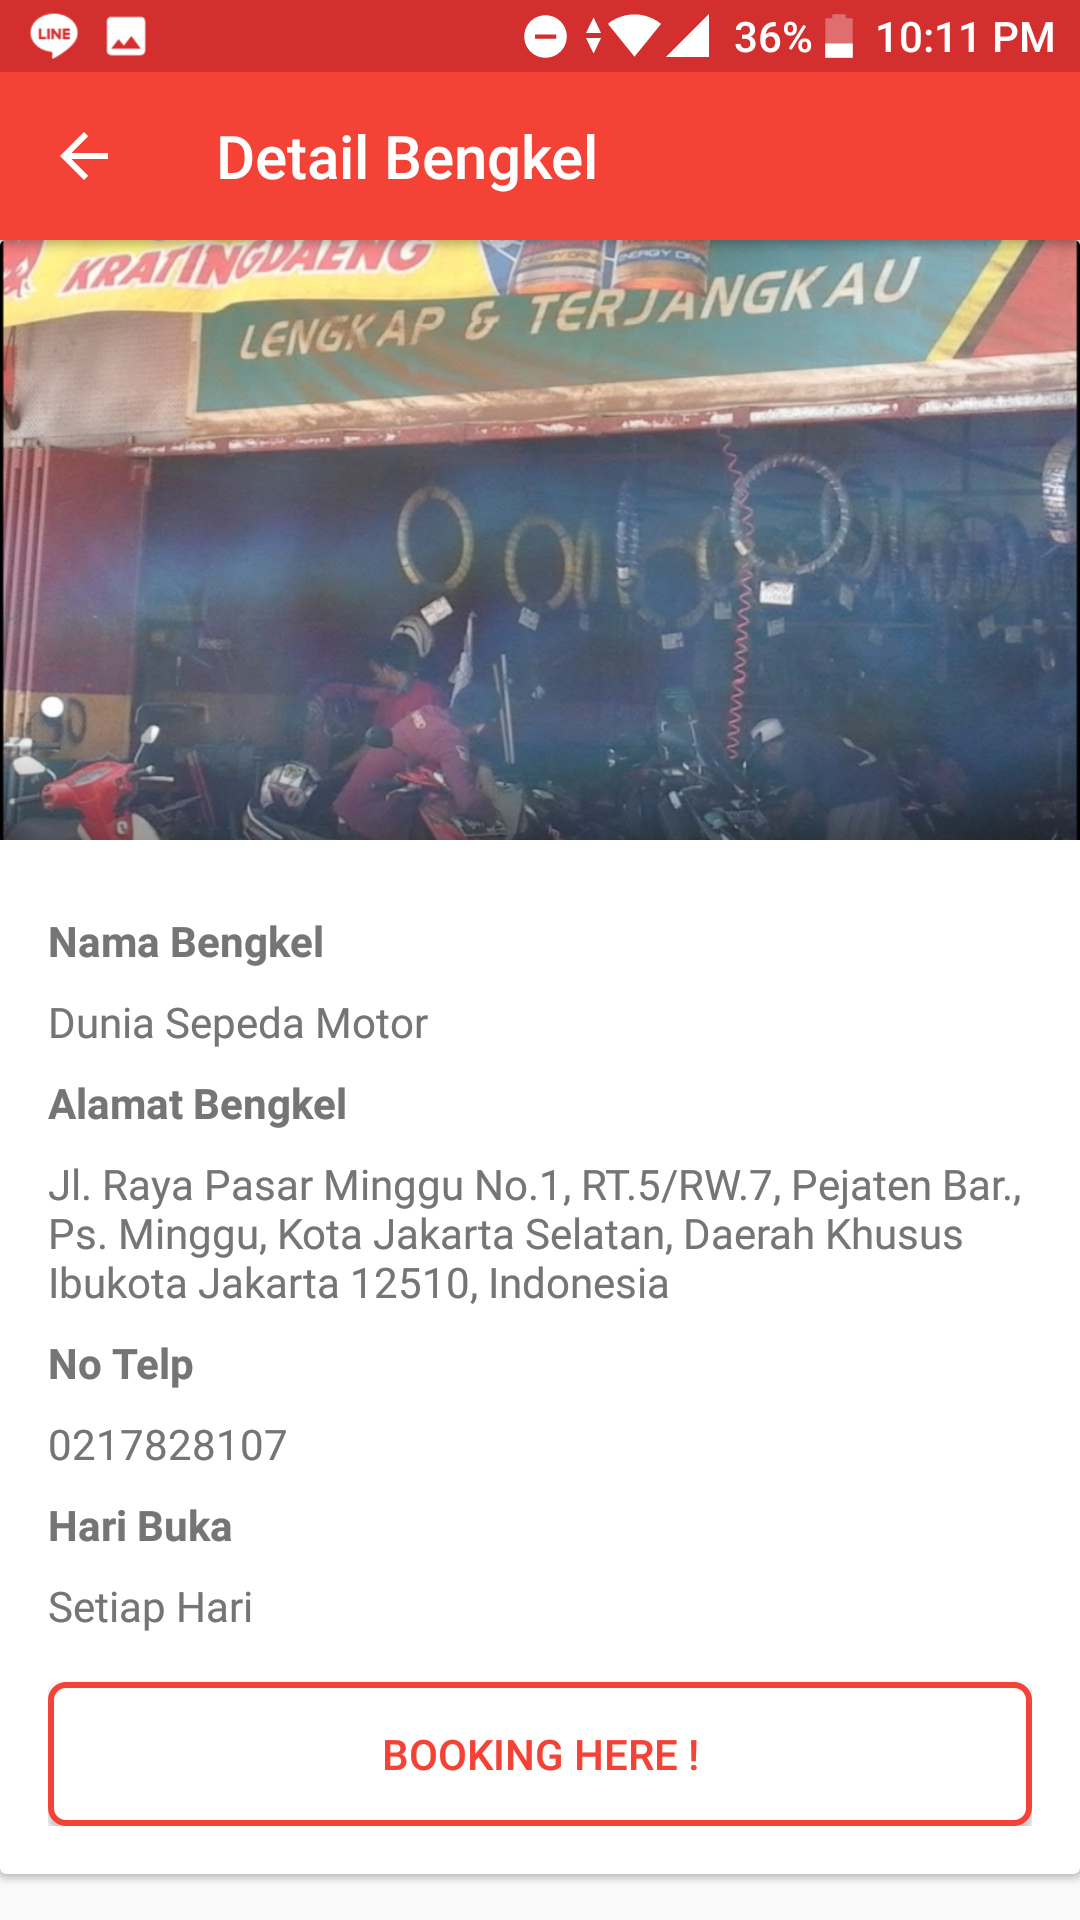 LINE
36%
10:11 PM
Detail Bengkel
KRATINGDAENG
ENERGY DRINK
LENGKAP & TERJANGKAU
Nama Bengkel
Dunia Sepeda Motor
Alamat Bengkel
Jl. Raya Pasar Minggu No.1, RT.5/RW.7, Pejaten Bar.,
Ps. Minggu, Kota Jakarta Selatan, Daerah Khusus
Ibukota Jakarta 12510, Indonesia
No Telp
0217828107
Hari Buka
Setiap Hari
BOOKING HERE !